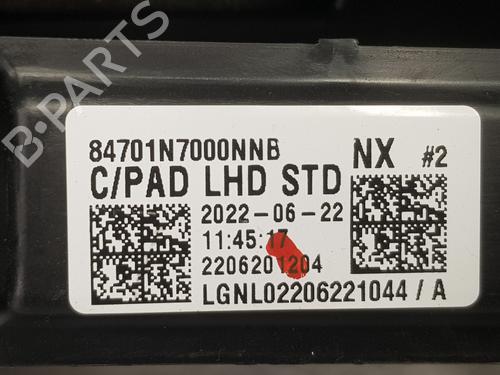 B-PARTS
84701N7000NNB NX #2
C/PAD LHD STD
2022-06-22
11:45:17
2206201204
LGNL02206221044 / A